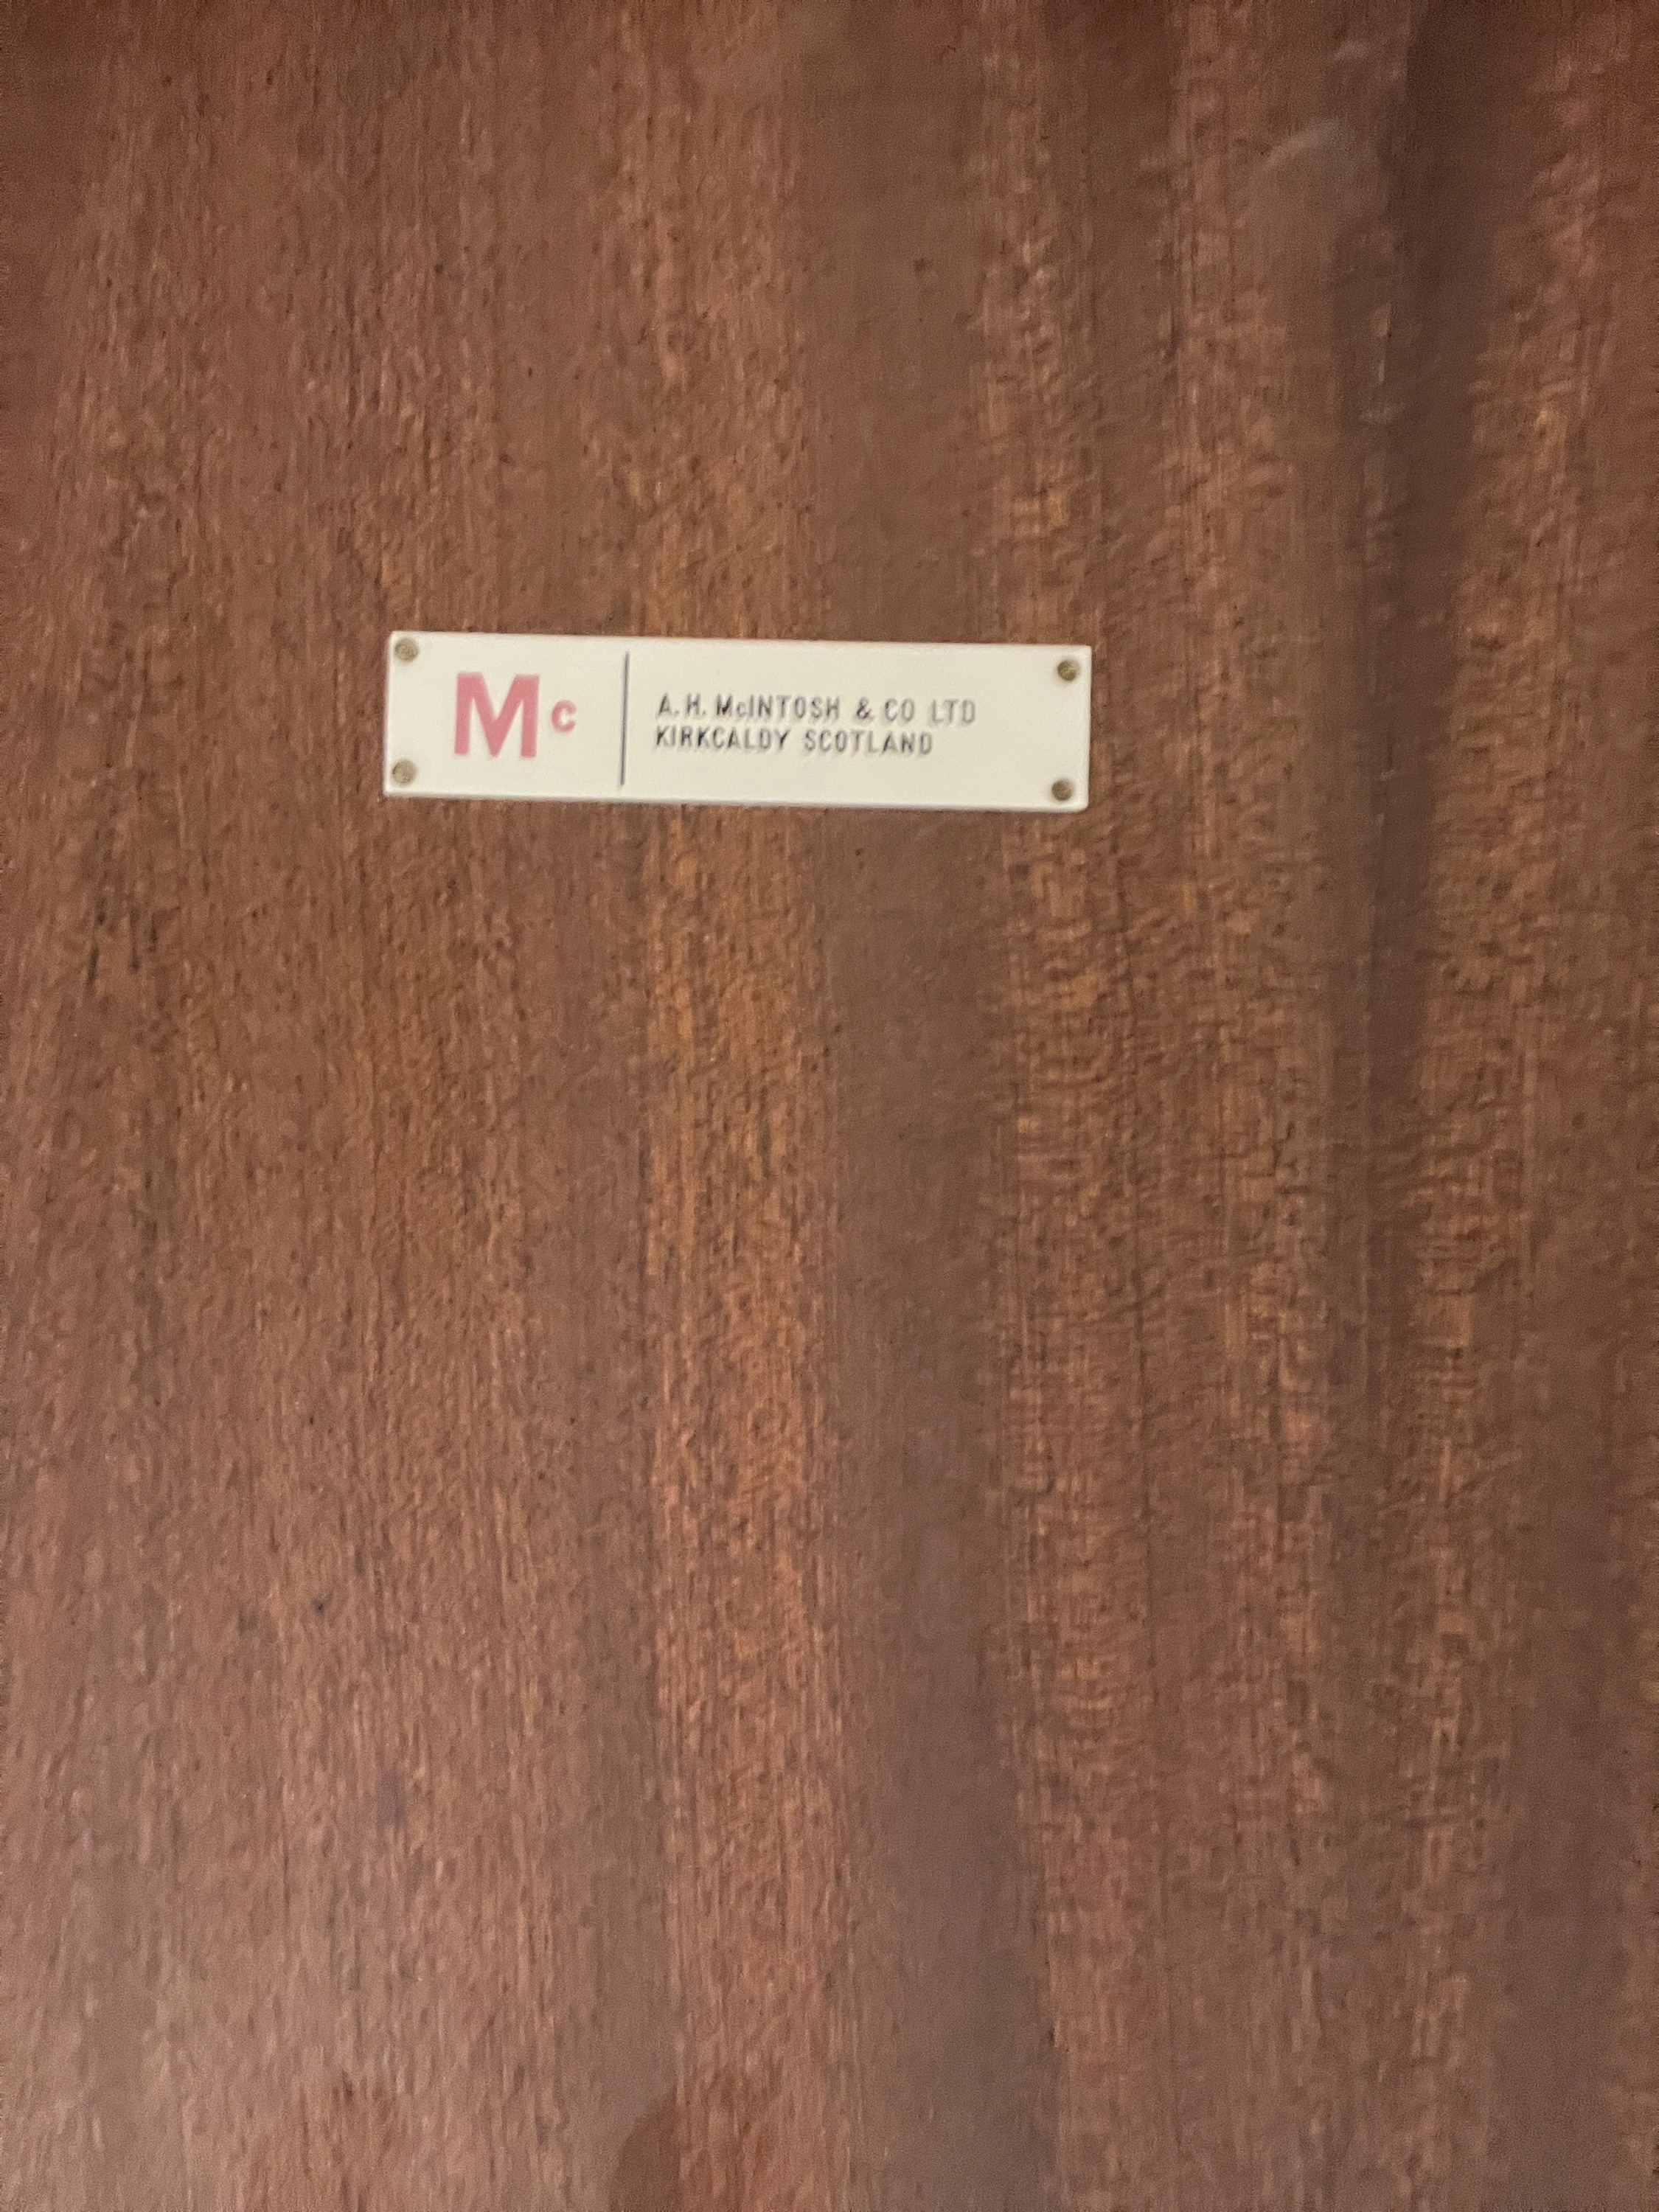 Mc
A.H. McINTOSH & CO LTD
KIRKCALDY SCOTLAND